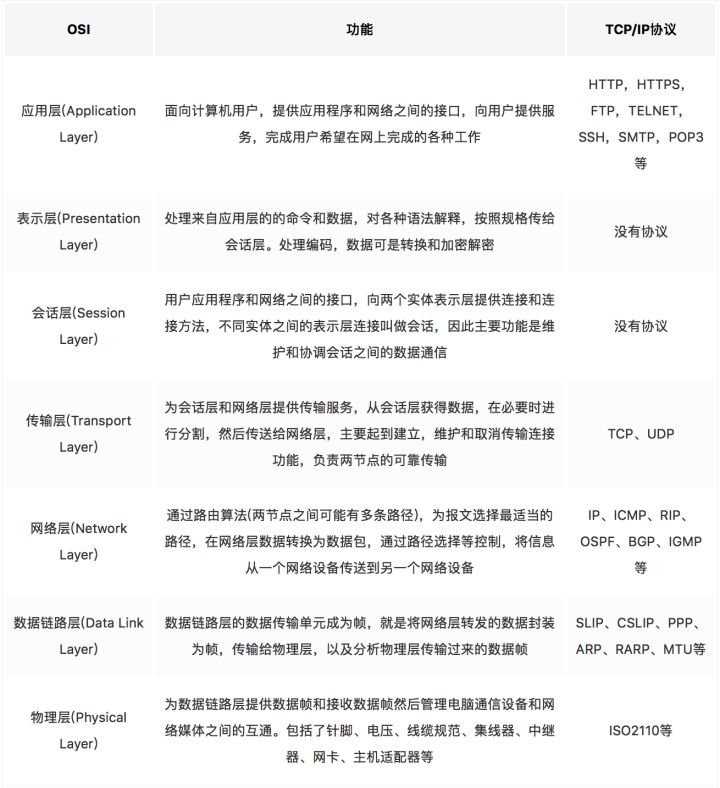 OSI
功能
TCP/IP协议
应用层(Application
Layer)
面向计算机用户，提供应用程序和网络之间的接口，向用户提供服
务，完成用户希望在网上完成的各种工作
HTTP，HTTPS，
FTP，TELNET，
SSH，SMTP，POP3
等
表示层(Presentation
Layer)
处理来自应用层的的命令和数据，对各种语法解释，按照规格传给
会话层。处理编码，数据可是转换和加密解密
没有协议
会话层(Session
Layer)
用户应用程序和网络之间的接口，向两个实体表示层提供连接和连
接方法，不同实体之间的表示层连接叫做会话，因此主要功能是维
护和协调会话之间的数据通信
没有协议
传输层(Transport
Layer)
为会话层和网络层提供传输服务，从会话层获得数据，在必要时进
行分割，然后传送给网络层，主要起到建立，维护和取消传输连接
功能，负责两节点的可靠传输
TCP、UDP
网络层(Network
Layer)
通过路由算法(两节点之间可能有多条路径)，为报文选择最适当的
路径，在网络层数据转换为数据包，通过路径选择等控制，将信息
从一个网络设备传送到另一个网络设备
IP、ICMP、RIP、
OSPF、BGP、IGMP
等
数据链路层(Data Link
Layer)
数据链路层的数据传输单元成为帧，就是将网络层转发的数据封装
为帧，传输给物理层，以及分析物理层传输过来的数据帧
SLIP、CSLIP、PPP、
ARP、RARP、MTU等
物理层(Physical
Layer)
为数据链路层提供数据帧和接收数据帧然后管理电脑通信设备和网
络媒体之间的互通。包括了针脚、电压、线缆规范、集线器、中继
器、网卡、主机适配器等
ISO2110等